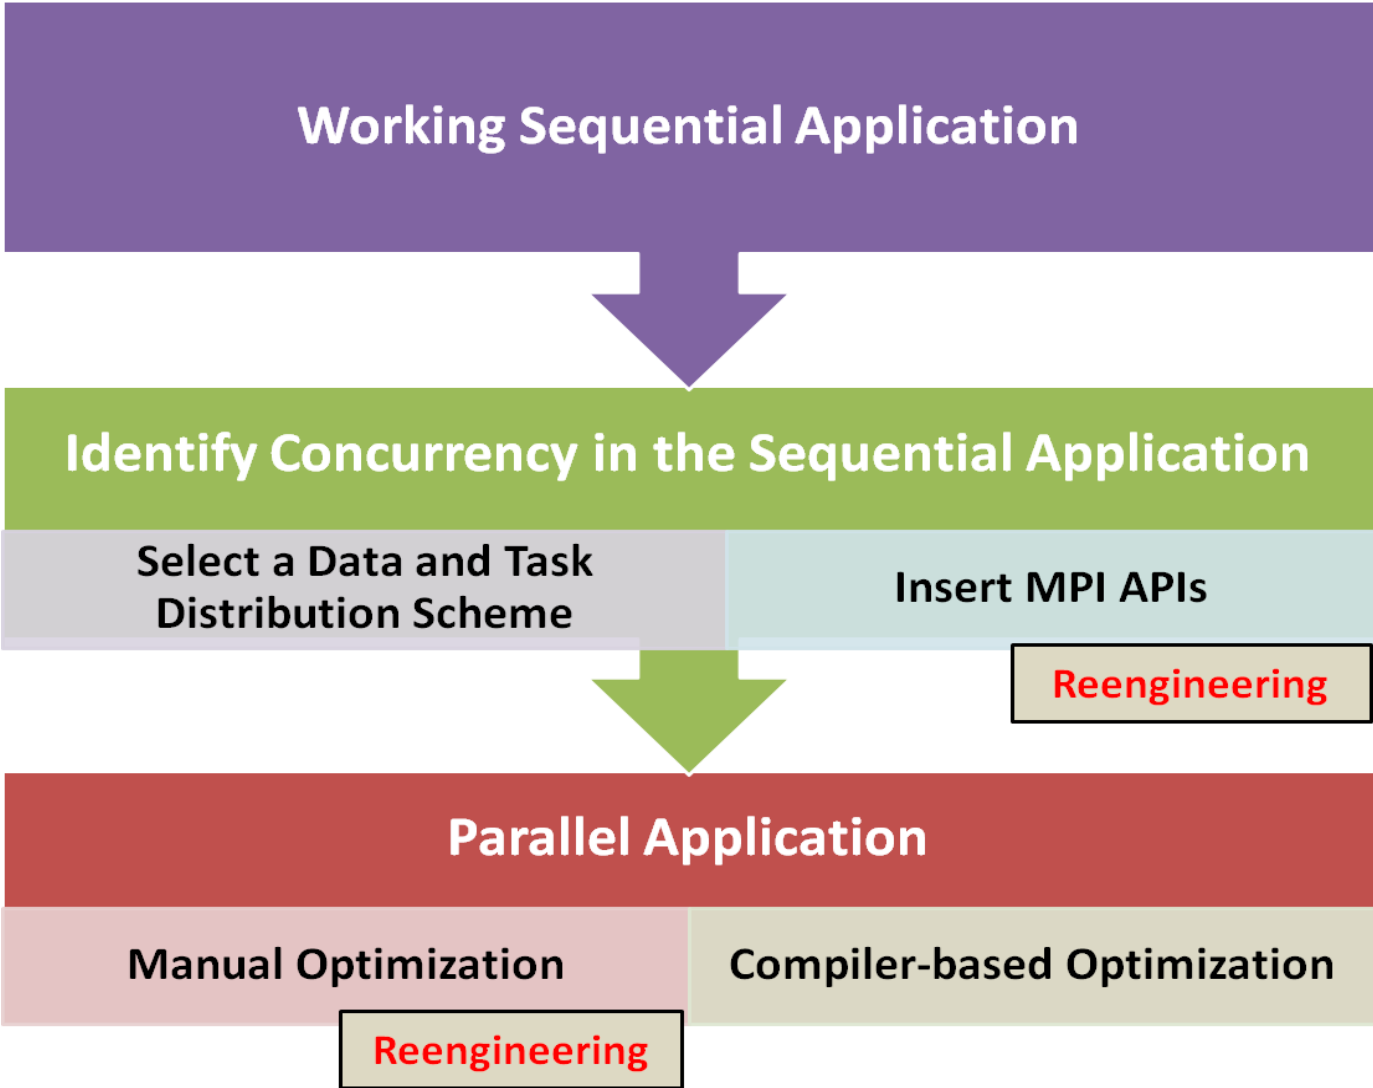 Working Sequential Application
Identify Concurrency in the Sequential Application
Select a Data and Task
Distribution Scheme
Insert MPI APIs
Reengineering
Parallel Application
Manual Optimization
Compiler-based Optimization
Reengineering